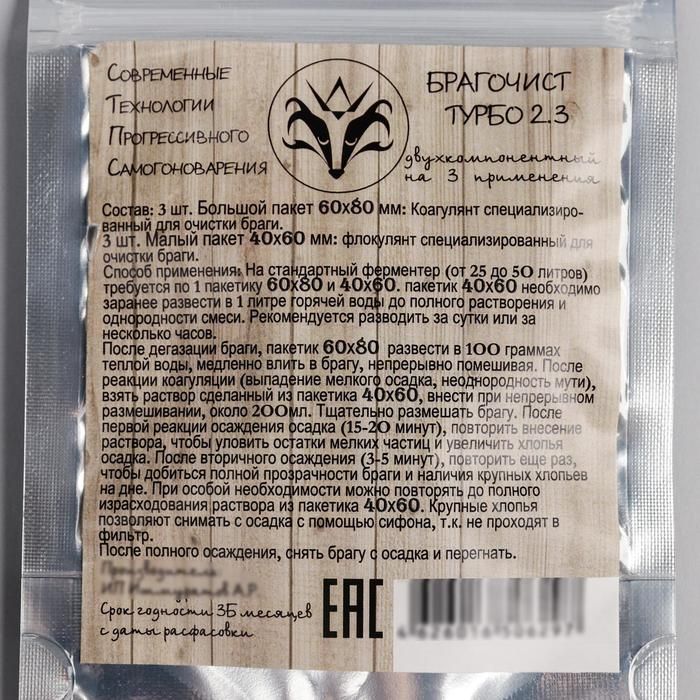 Современные
Технологии
Прогрессивного
Самогоноварения
БРАГОЧИСТ
ТУРБО 2.3
двухкомпонентный
на 3 применения
Состав: 3 шт. Большой пакет 60х80 мм: Коагулянт специализиро-
ванный для очистки браги.
3 шт. Малый пакет 40х60 мм: флокулянт специализированный для
очистки браги.
Способ применения: На стандартный ферментер (от 25 до 50 литров)
требуется по 1 пакетику 60х80 и 40х60. пакетик 40х60 необходимо
заранее развести в 1 литре горячей воды до полного растворения и
однородности смеси. Рекомендуется разводить за сутки или за
несколько часов.
После дегазации браги, пакетик 60х80 развести в 100 граммах
теплой воды, медленно влить в брагу, непрерывно помешивая. После
реакции коагуляции (выпадение мелкого осадка, неоднородность мути),
взять раствор сделанный из пакетика 40х60, внести при непрерывном
размешивании, около 200мл. Тщательно размешать брагу. После
первой реакции осаждения осадка (15-20 минут), повторить внесение
раствора, чтобы уловить остатки мелких частиц и увеличить хлопья
осадка. После вторичного осаждения (3-5 минут), повторить еще раз,
чтобы добиться полной прозрачности браги и наличия крупных хлопьев
на дне. При особой необходимости можно повторять до полного
израсходования раствора из пакетика 40х60. Крупные хлопья
позволяют снимать с осадка с помощью сифона, т.к. не проходят в
фильтр.
После полного осаждения, снять брагу с осадка и перегнать.
Срок годности 36 месяцев
с даты расфасовки
ЕАС